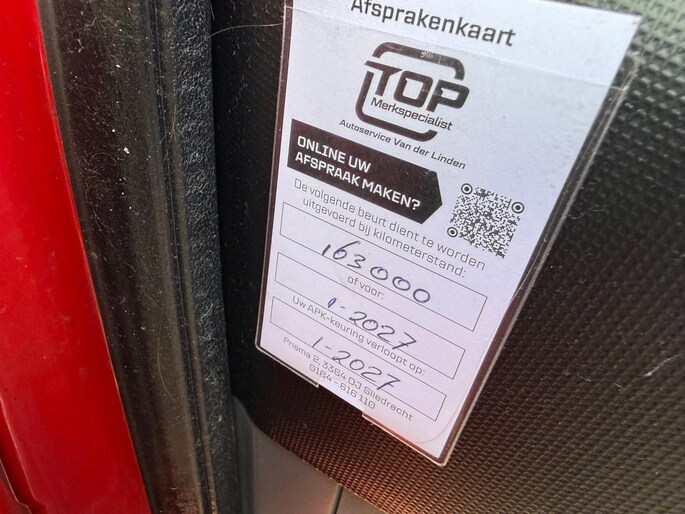 Afsprakenkaart
TOP
Merkspecialist
Autoservice Van der Linden
ONLINE UW
AFSPRAAK MAKEN?
De volgende beurt dient te worden
uitgevoerd bij kilometerstand:
163000
of voor:
1-2027
Uw APK-keuring verloopt op:
1-2027
Prisma 2, 3364 DJ Sliedrecht
0184 - 616 110